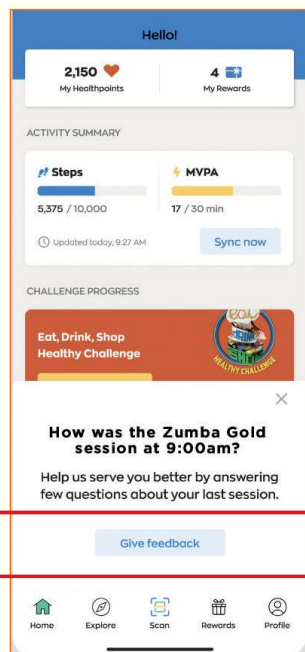 Hello!
2,150
4
My Healthpoints
My Rewards
ACTIVITY SUMMARY
Steps
MVPA
5,375 / 10,000
17 / 30 min
Updated today, 9:27 AM
Sync now
CHALLENGE PROGRESS
Eat, Drink, Shop
Healthy Challenge
eat
SHOP
HEALTHY CHALLENGE
How was the Zumba Gold
session at 9:00am?
Help us serve you better by answering
few questions about your last session.
Give feedback
Home
Explore
Scan
Rewards
Profile